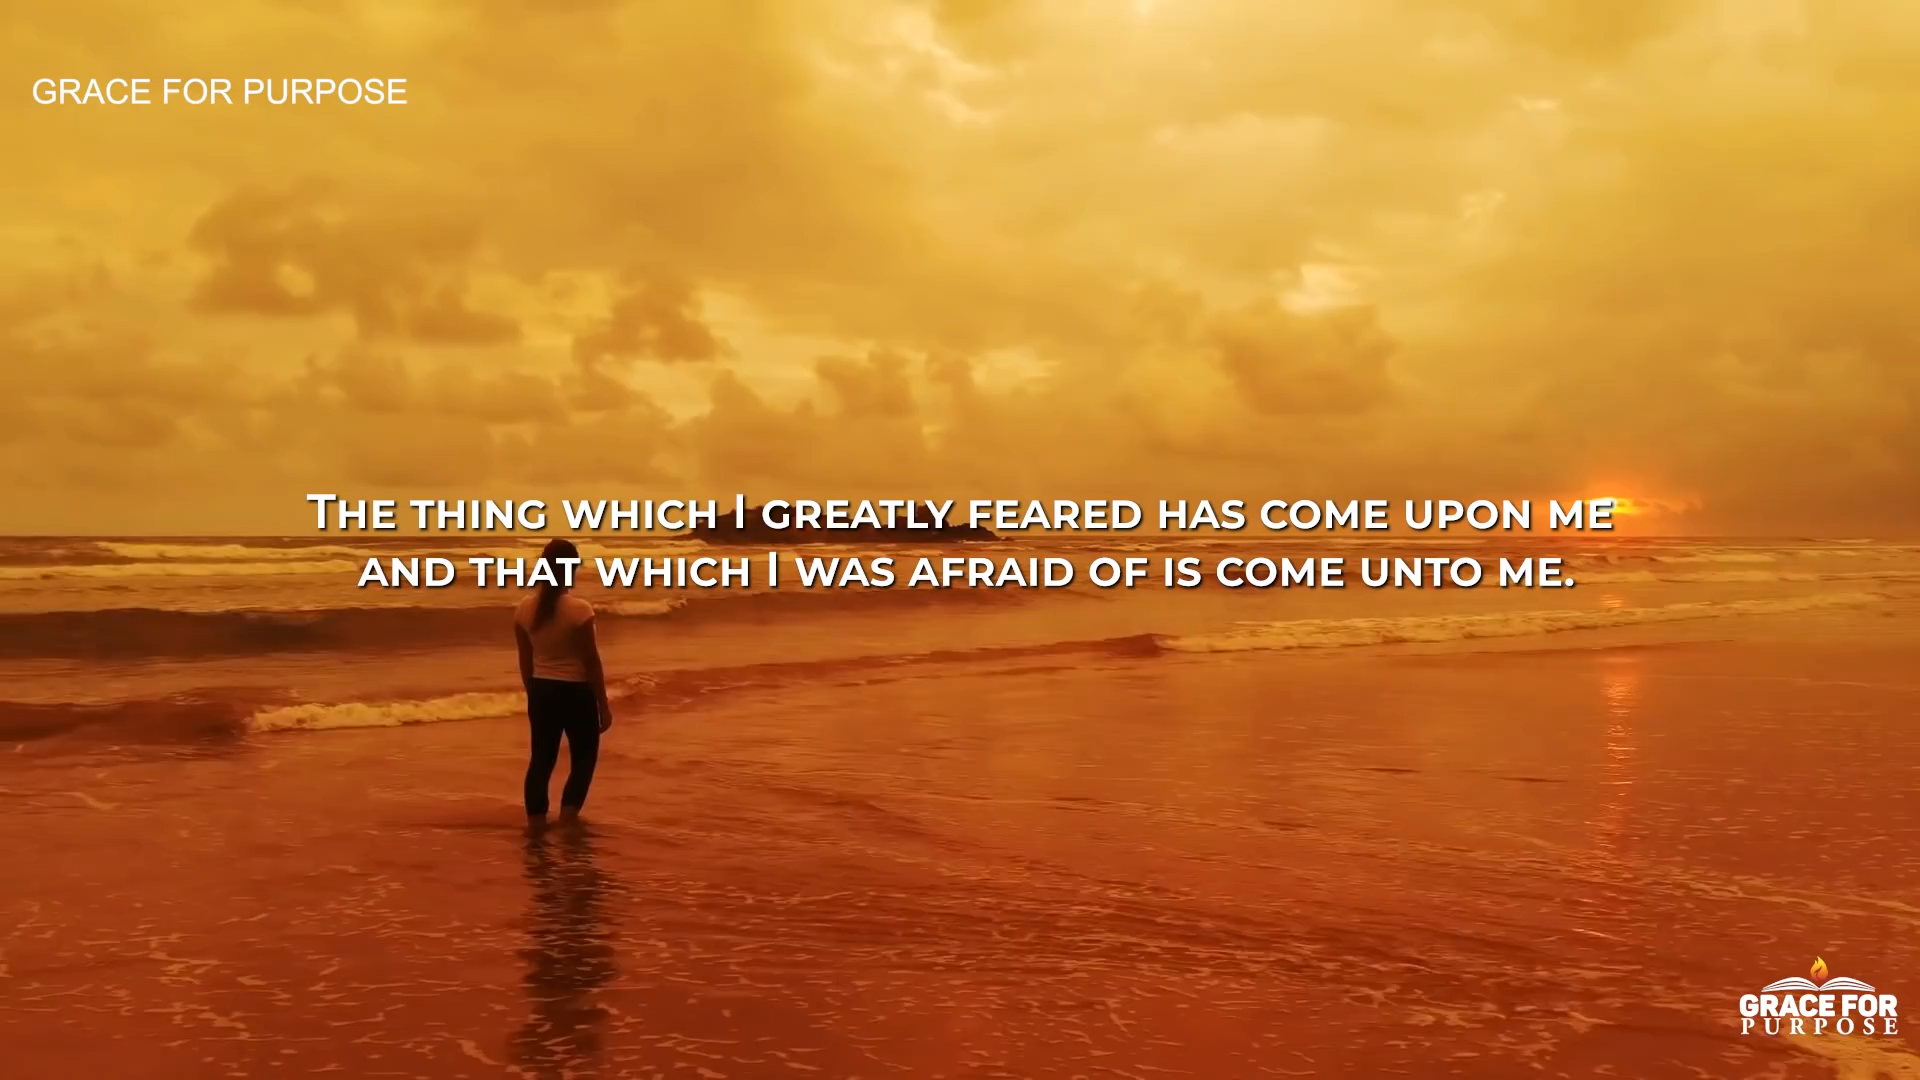 GRACE FOR PURPOSE
The thing which I greatly feared has come upon me
and that which I was afraid of is come unto me.
GRACE FOR
PURPOSE